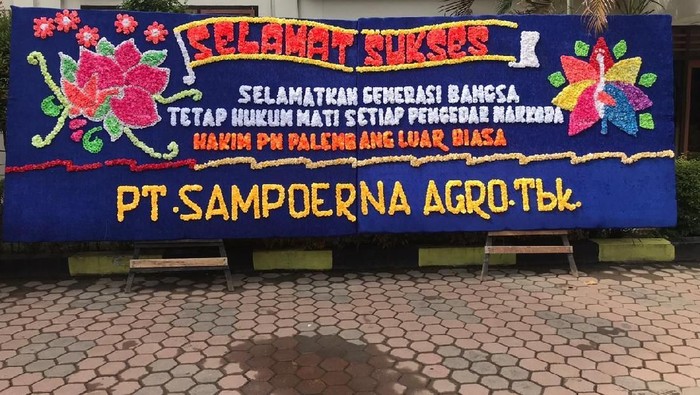 SELAMAT SUKSES
SELAMATKAN GENERASI BANGSA
TETAP HUKUM MATI SETIAP PENGEDAR NARKOBA
HAKIM PN PALEMBANG LUAR BIASA
PT. SAMPOERNA AGRO.Tbk.